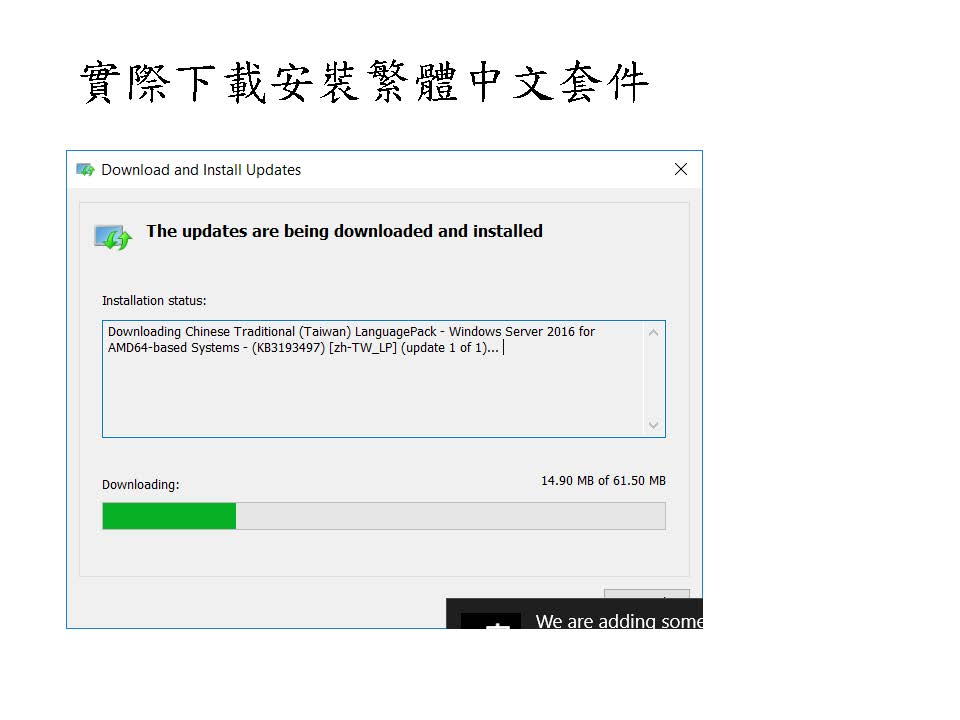 實際下載安裝繁體中文套件
Download and Install Updates
The updates are being downloaded and installed
Installation status:
Downloading Chinese Traditional (Taiwan) LanguagePack - Windows Server 2016 for
AMD64-based Systems - (KB3193497) [zh-TW_LP] (update 1 of 1)...
Downloading:
14.90 MB of 61.50 MB
We are adding some